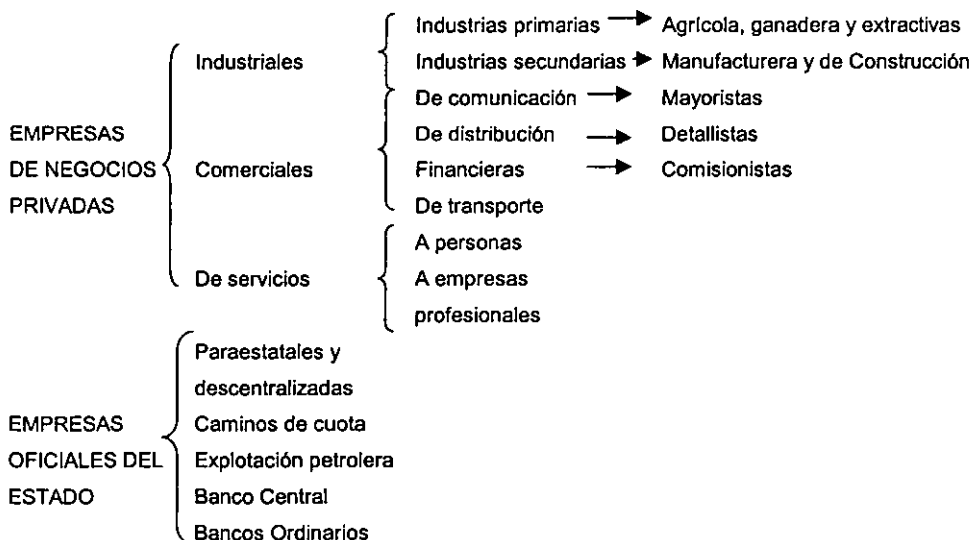 EMPRESAS
DE NEGOCIOS
PRIVADAS
Industriales
Industrias primarias
Agrícola, ganadera y extractivas
Industrias secundarias
Manufacturera y de Construcción
Comerciales
De comunicación
Mayoristas
De distribución
Detallistas
Financieras
Comisionistas
De transporte
De servicios
A personas
A empresas
profesionales
EMPRESAS
OFICIALES DEL
ESTADO
Paraestatales y
descentralizadas
Caminos de cuota
Explotación petrolera
Banco Central
Bancos Ordinarios